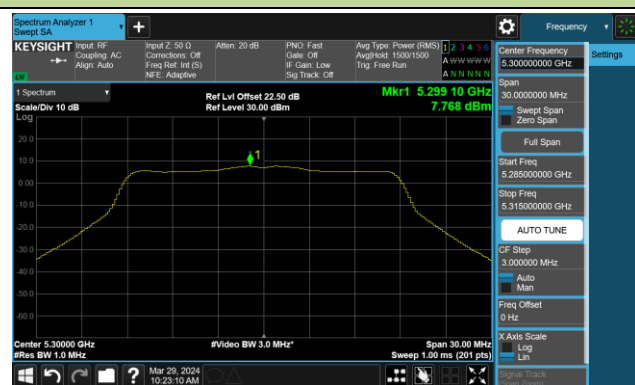 Spectrum Analyzer 1
Swept SA
Frequency
KEYSIGHT
Input: RF
Coupling: AC
Align: Auto
Input Z: 50 Ω
Corrections: Off
Freq Ref: Int (S)
NFE: Adaptive
Atten: 20 dB
PNO: Fast
Gate: Off
IF Gain: Low
Sig Track: Off
Avg Type: Power (RMS)
Avg|Hold: 1500/1500
Trig: Free Run
1 2 3 4 5 6
A W W W W W
A N N N N N
1 Spectrum
Scale/Div 10 dB
Log
Ref Lvl Offset 22.50 dB
Ref Level 30.00 dBm
Mkr1 5.299 10 GHz
7.768 dBm
20.0
10.0
0.00
-10.0
-20.0
-30.0
-40.0
-50.0
-60.0
1
Center 5.30000 GHz
#Res BW 1.0 MHz
#Video BW 3.0 MHz*
Span 30.00 MHz
Sweep 1.00 ms (201 pts)
Mar 29, 2024
10:23:10 AM
Center Frequency
5.300000000 GHz
Settings
Span
30.0000000 MHz
Swept Span
Zero Span
Full Span
Start Freq
5.285000000 GHz
Stop Freq
5.315000000 GHz
AUTO TUNE
CF Step
3.000000 MHz
Auto
Man
Freq Offset
0 Hz
X Axis Scale
Log
Lin
Signal Track